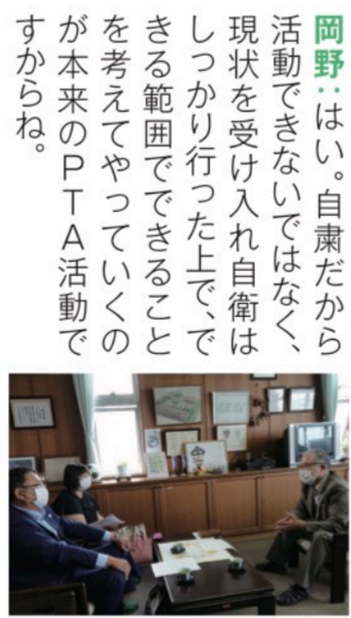 岡野：はい。自粛だから
活動できないではなく、
現状を受け入れ自衛は
しっかり行った上で、で
きる範囲でできること
を考えてやっていくの
が本来のＰＴＡ活動で
すからね。